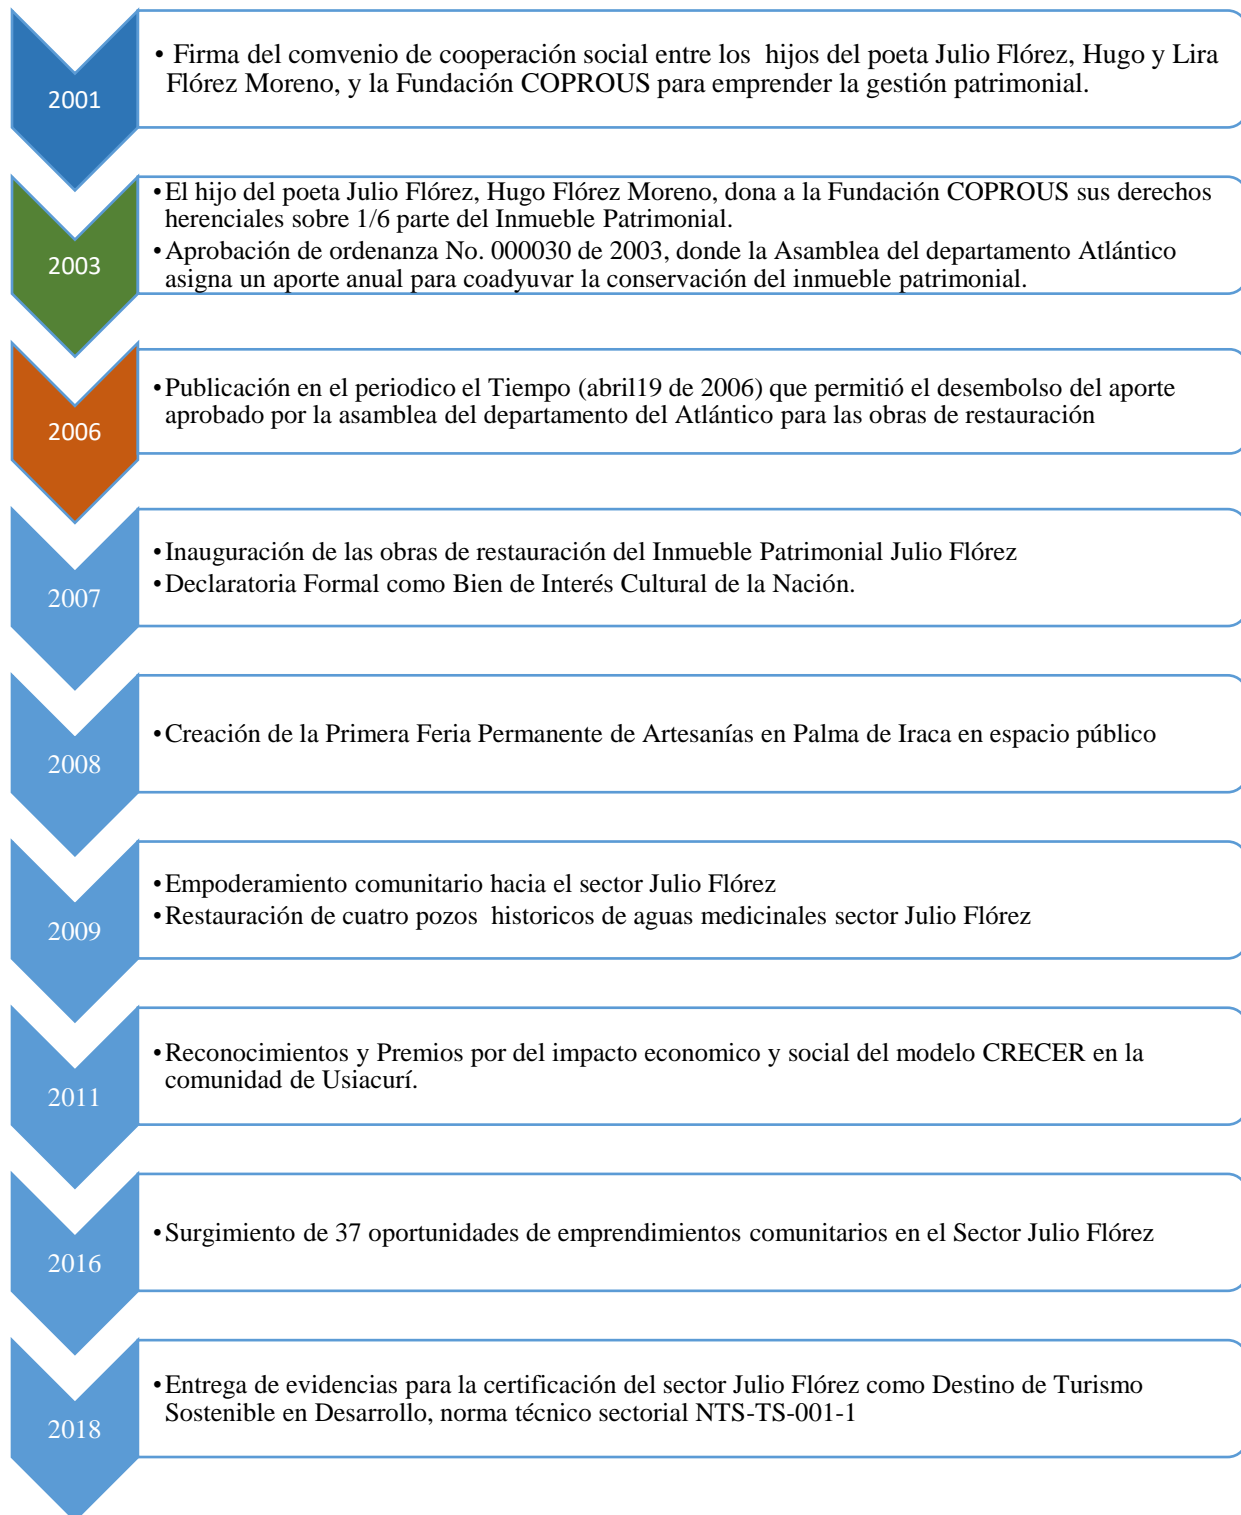 2001
• Firma del comvenio de cooperación social entre los hijos del poeta Julio Flórez, Hugo y Lira
Flórez Moreno, y la Fundación COPROUS para emprender la gestión patrimonial.
2003
•El hijo del poeta Julio Flórez, Hugo Flórez Moreno, dona a la Fundación COPROUS sus derechos
herenciales sobre 1/6 parte del Inmueble Patrimonial.
•Aprobación de ordenanza No. 000030 de 2003, donde la Asamblea del departamento Atlántico
asigna un aporte anual para coadyuvar la conservación del inmueble patrimonial.
2006
•Publicación en el periodico el Tiempo (abril19 de 2006) que permitió el desembolso del aporte
aprobado por la asamblea del departamento del Atlántico para las obras de restauración
2007
•Inauguración de las obras de restauración del Inmueble Patrimonial Julio Flórez
•Declaratoria Formal como Bien de Interés Cultural de la Nación.
2008
•Creación de la Primera Feria Permanente de Artesanías en Palma de Iraca en espacio público
2009
•Empoderamiento comunitario hacia el sector Julio Flórez
•Restauración de cuatro pozos historicos de aguas medicinales sector Julio Flórez
2011
•Reconocimientos y Premios por del impacto economico y social del modelo CRECER en la
comunidad de Usiacurí.
2016
•Surgimiento de 37 oportunidades de emprendimientos comunitarios en el Sector Julio Flórez
2018
•Entrega de evidencias para la certificación del sector Julio Flórez como Destino de Turismo
Sostenible en Desarrollo, norma técnico sectorial NTS-TS-001-1